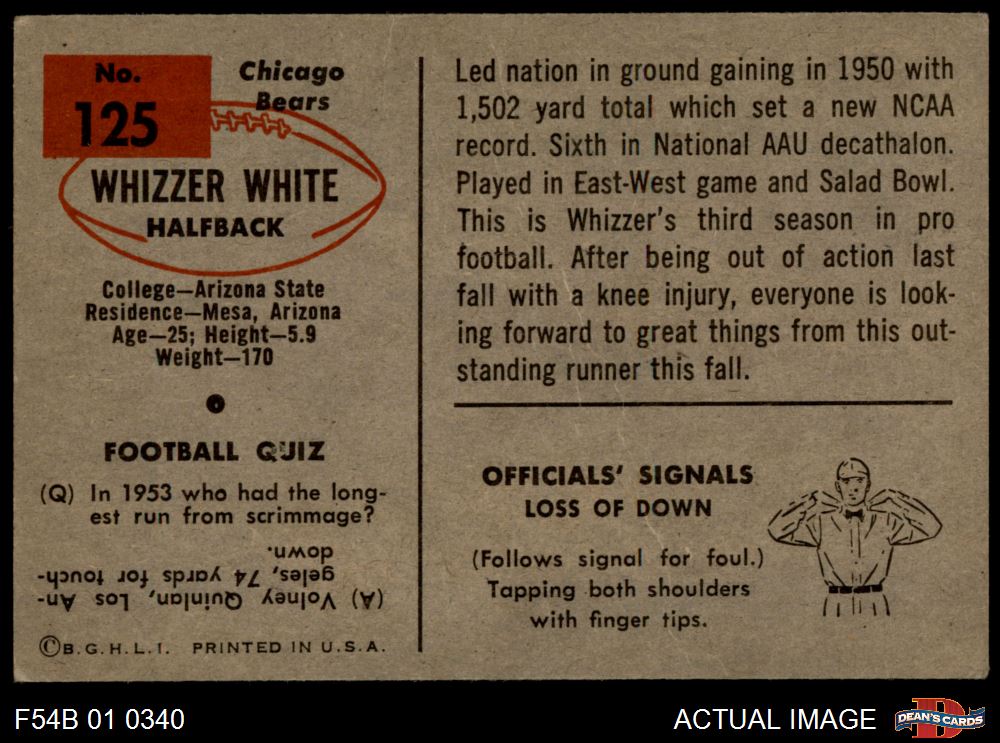 No.
125
Chicago
Bears
WHIZZER WHITE
HALFBACK
College—Arizona State
Residence—Mesa, Arizona
Age—25; Height—5.9
Weight—170
FOOTBALL QUIZ
(Q) In 1953 who had the long-
est run from scrimmage?
(A) Volney Quinlan, Los An-
geles, 74 yards for touch-
down.
©B.G.H.L.I. PRINTED IN U.S.A.
Led nation in ground gaining in 1950 with
1,502 yard total which set a new NCAA
record. Sixth in National AAU decathalon.
Played in East-West game and Salad Bowl.
This is Whizzer's third season in pro
football. After being out of action last
fall with a knee injury, everyone is look-
ing forward to great things from this out-
standing runner this fall.
OFFICIALS' SIGNALS
LOSS OF DOWN
(Follows signal for foul.)
Tapping both shoulders
with finger tips.
F54B 01 0340
ACTUAL IMAGE
D
DEAN'S CARDS